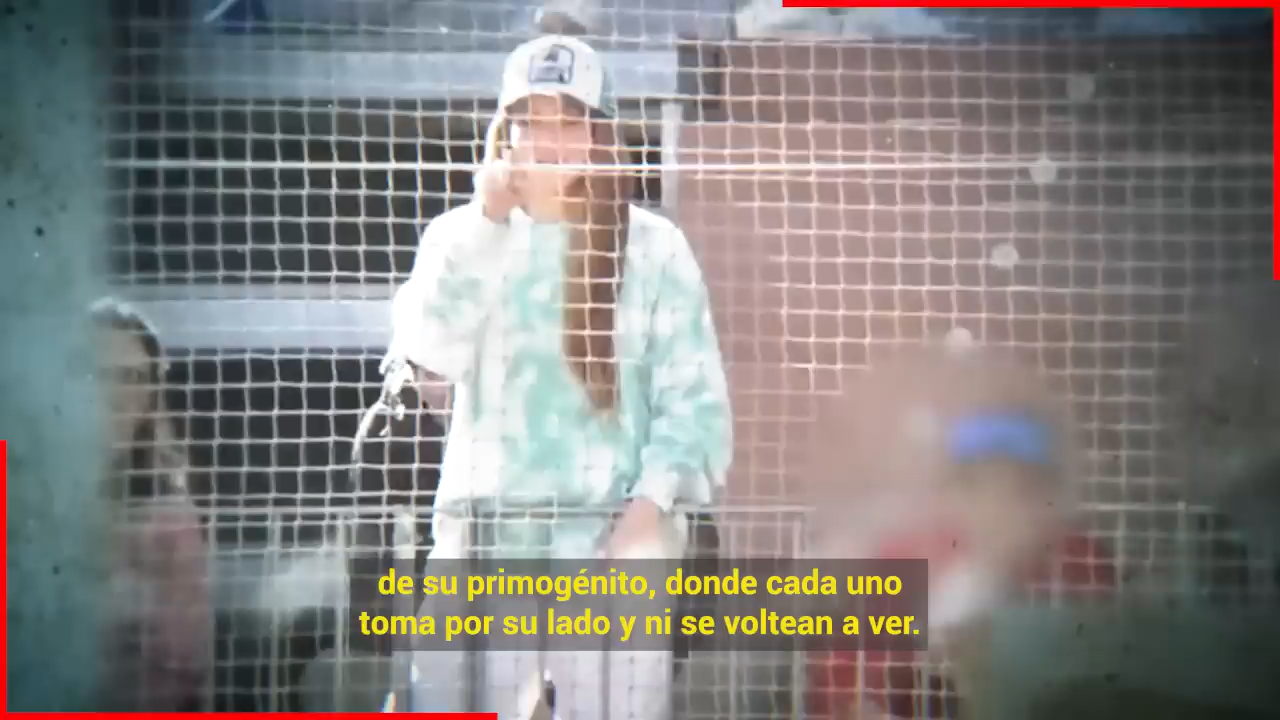 de su primogénito, donde cada uno
toma por su lado y ni se voltean a ver.